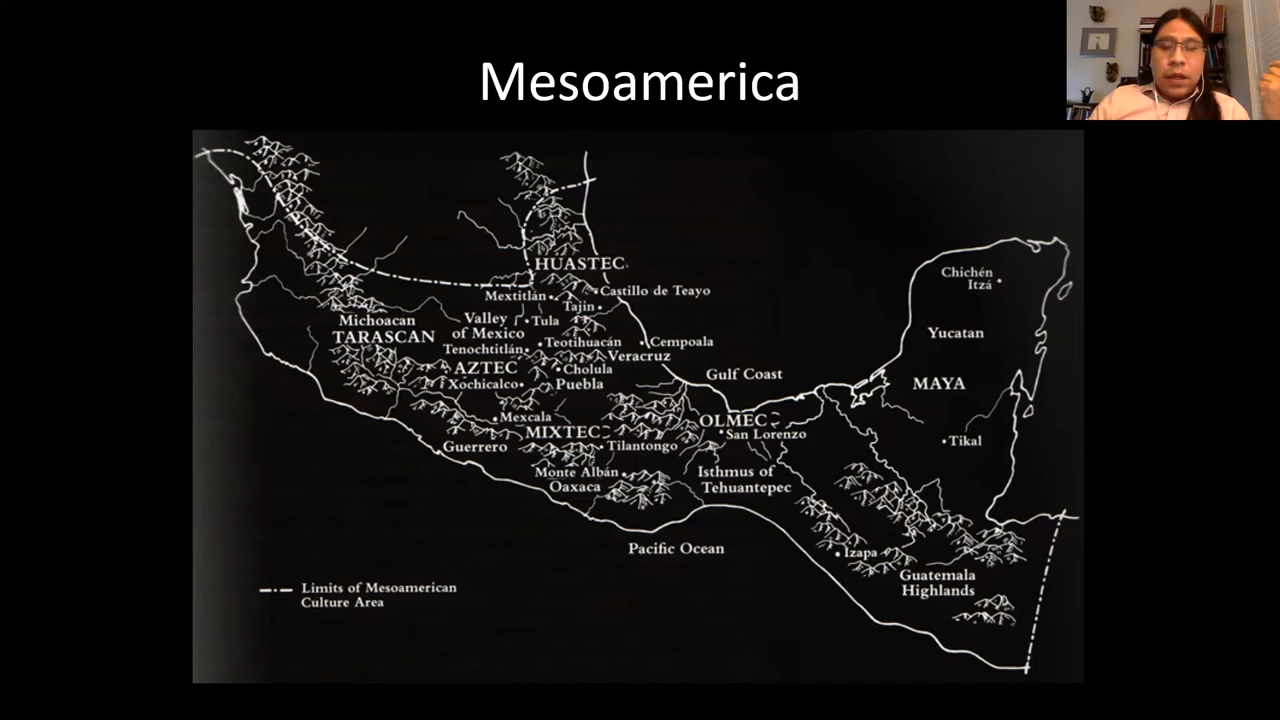 Mesoamerica
HUASTEC
Chichén
Itzá
Mextitlán
Castillo de Teayo
Tajín
Michoacan
Valley
of Mexico
Tula
TARASCAN
Yucatan
Tenochtitlán
Teotihuacán
Cempoala
Veracruz
AZTEC
Cholula
Gulf Coast
Xochicalco
Puebla
MAYA
Mexcala
OLMEC
MIXTEC
San Lorenzo
Guerrero
Tilantongo
Tikal
Monte Albán
Oaxaca
Isthmus of
Tehuantepec
Pacific Ocean
Izapa
Guatemala
Highlands
Limits of Mesoamerican
Culture Area